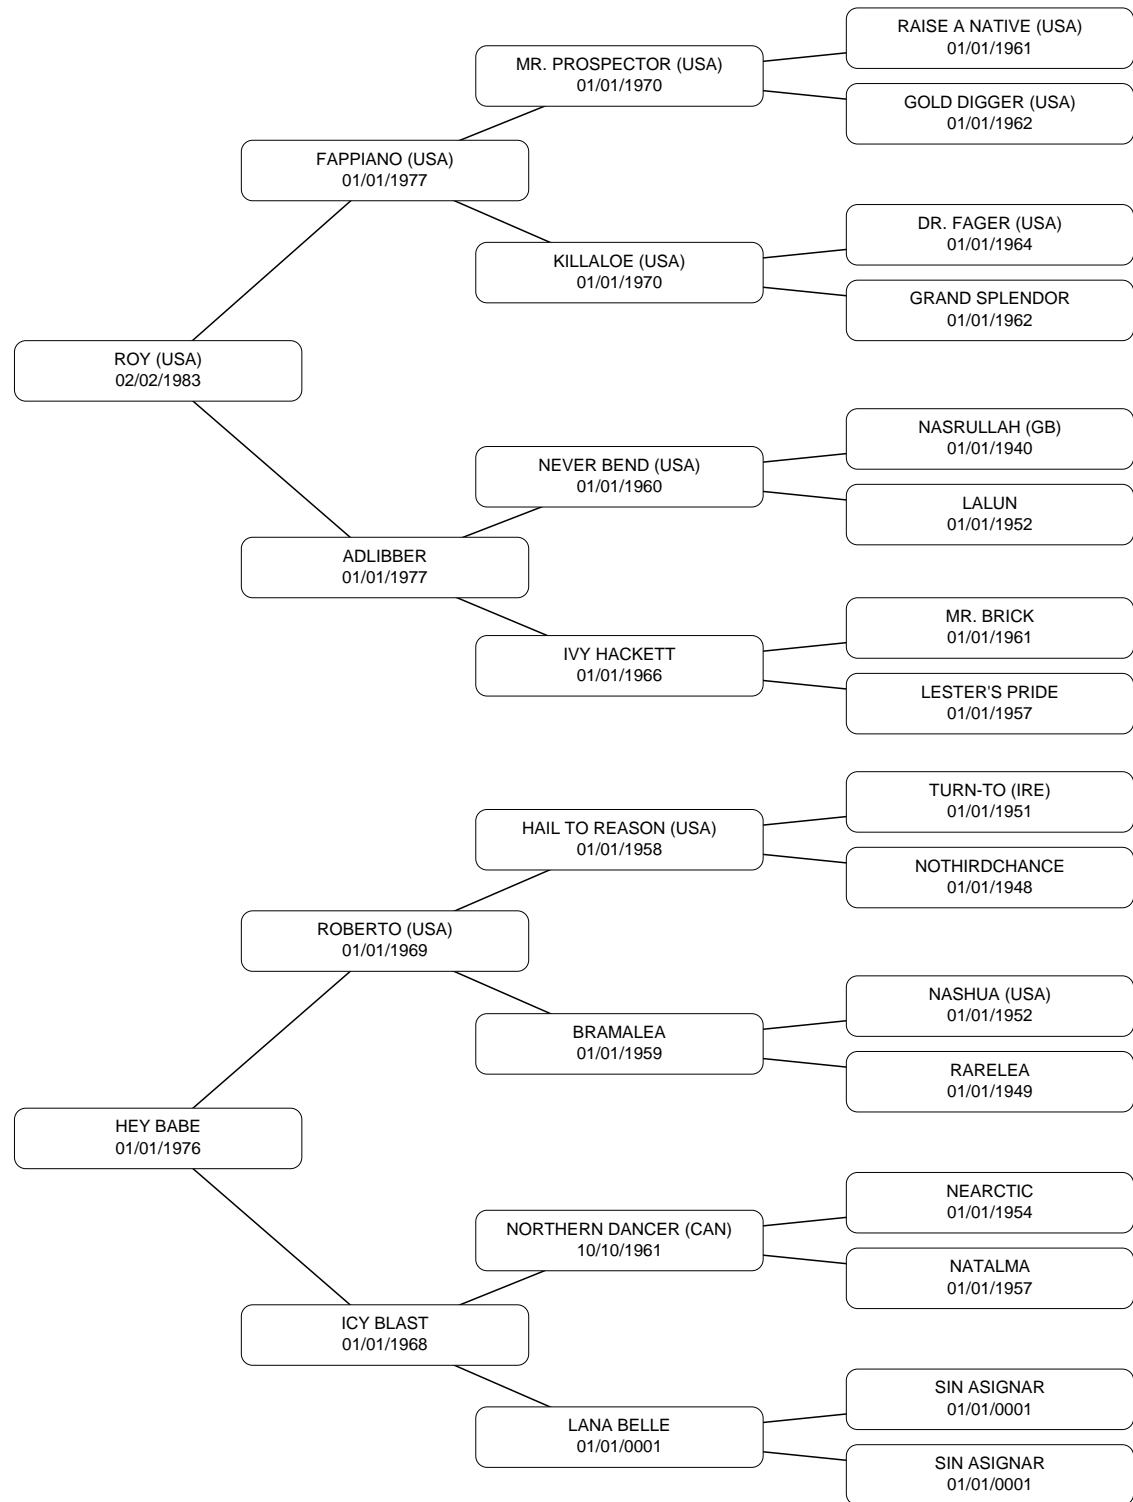 RAISE A NATIVE (USA)
01/01/1961
MR. PROSPECTOR (USA)
01/01/1970
GOLD DIGGER (USA)
01/01/1962
FAPPIANO (USA)
01/01/1977
DR. FAGER (USA)
01/01/1964
KILLALOE (USA)
01/01/1970
GRAND SPLENDOR
01/01/1962
ROY (USA)
02/02/1983
NASRULLAH (GB)
01/01/1940
NEVER BEND (USA)
01/01/1960
LALUN
01/01/1952
ADLIBBER
01/01/1977
MR. BRICK
01/01/1961
IVY HACKETT
01/01/1966
LESTER'S PRIDE
01/01/1957
TURN-TO (IRE)
01/01/1951
HAIL TO REASON (USA)
01/01/1958
NOTHIRDCHANCE
01/01/1948
ROBERTO (USA)
01/01/1969
NASHUA (USA)
01/01/1952
BRAMALEA
01/01/1959
RARELEA
01/01/1949
HEY BABE
01/01/1976
NEARCTIC
01/01/1954
NORTHERN DANCER (CAN)
10/10/1961
NATALMA
01/01/1957
ICY BLAST
01/01/1968
SIN ASIGNAR
01/01/0001
LANA BELLE
01/01/0001
SIN ASIGNAR
01/01/0001